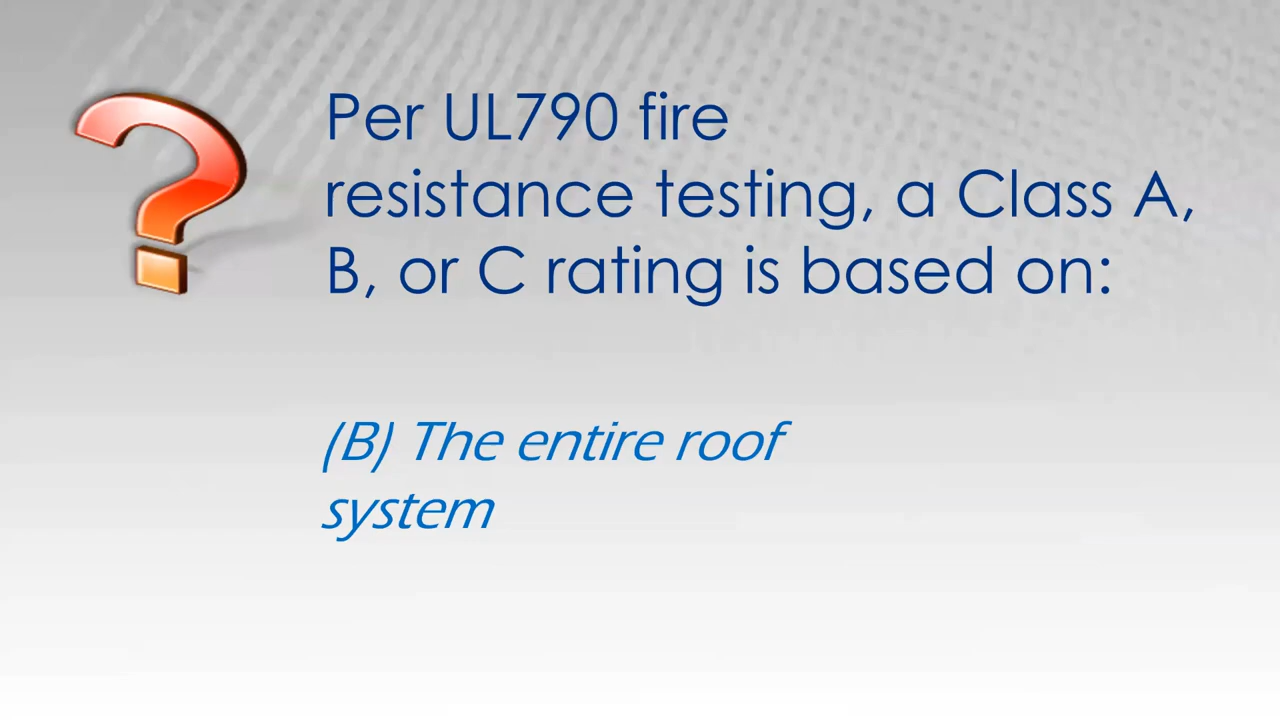 Per UL790 fire
resistance testing, a Class A,
B, or C rating is based on:
(B) The entire roof
system